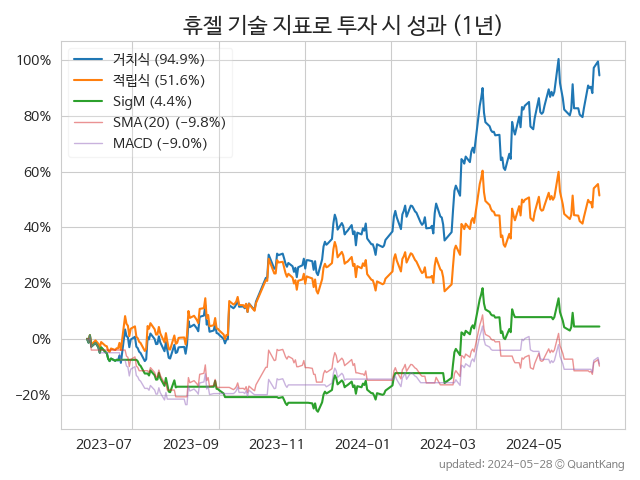 휴젤 기술 지표로 투자 시 성과 (1년)
거치식 (94.9%)
적립식 (51.6%)
SigM (4.4%)
SMA(20) (−9.8%)
MACD (−9.0%)
100%
80%
60%
40%
20%
0%
−20%
2023-07 2023-09 2023-11 2024-01 2024-03 2024-05
updated: 2024-05-28 © QuantKang